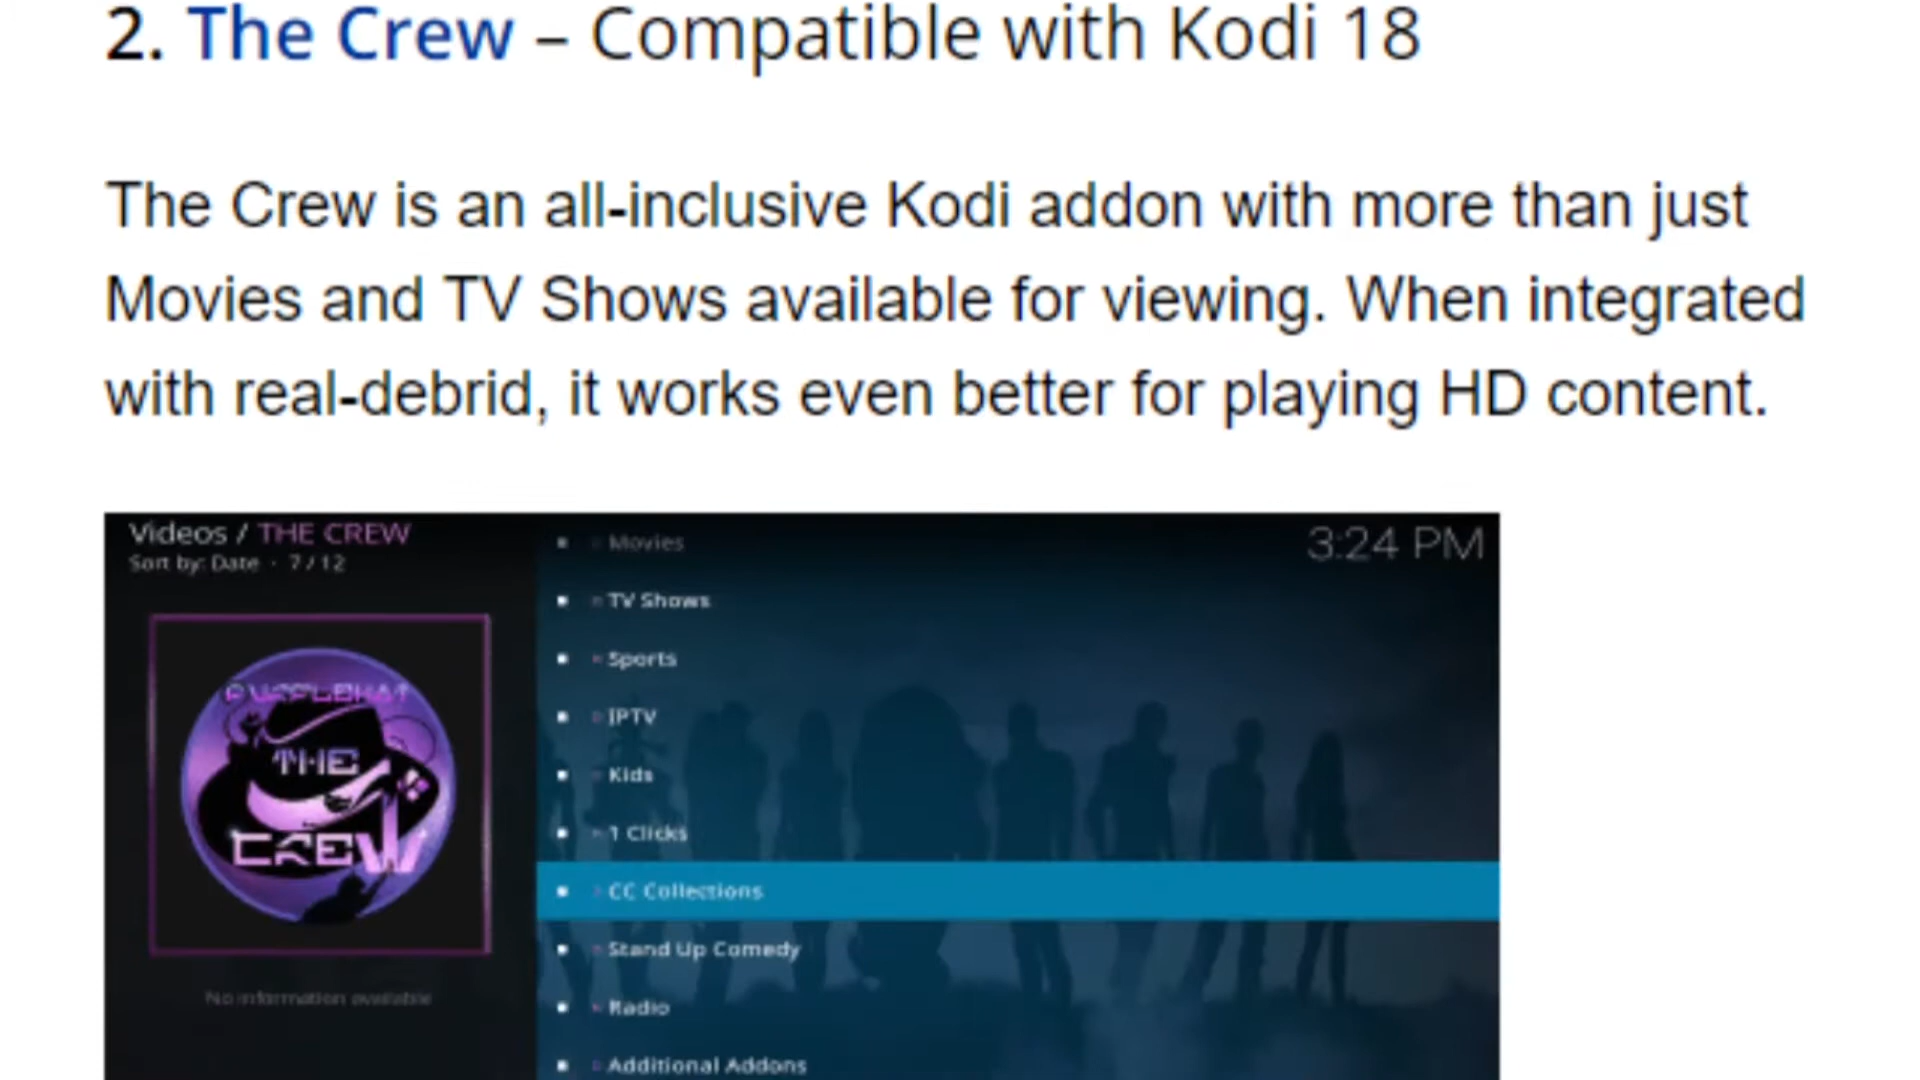 2. The Crew – Compatible with Kodi 18
The Crew is an all-inclusive Kodi addon with more than just
Movies and TV Shows available for viewing. When integrated
with real-debrid, it works even better for playing HD content.
Videos / THE CREW
Sort by: Date · 7 / 12
3:24 PM
Movies
TV Shows
Sports
IPTV
Kids
1 Clicks
CC Collections
Stand Up Comedy
Radio
Additional Addons
PURPLEHAT
THE
CREW
No information available